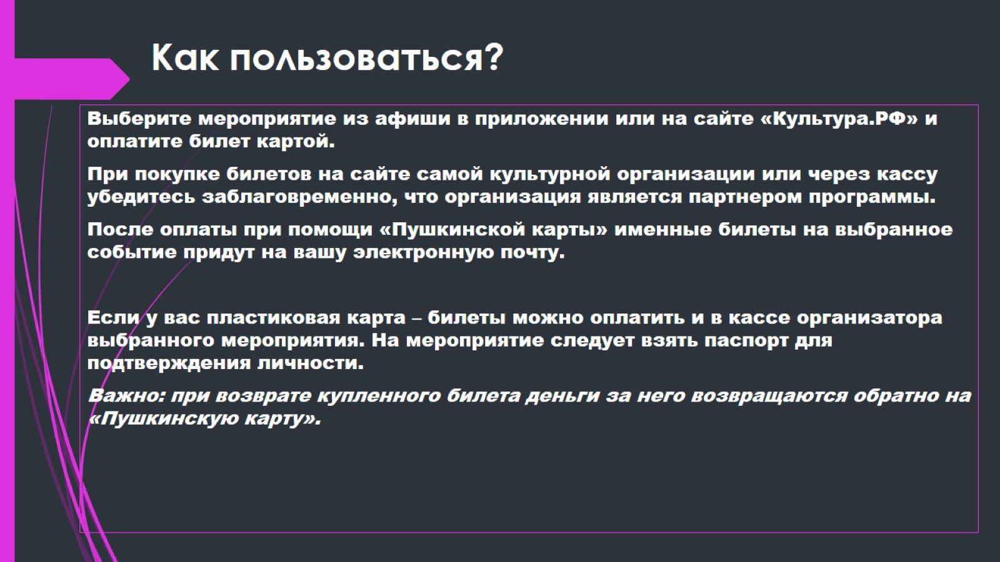 Как пользоваться?
Выберите мероприятие из афиши в приложении или на сайте «Культура.РФ» и
оплатите билет картой.
При покупке билетов на сайте самой культурной организации или через кассу
убедитесь заблаговременно, что организация является партнером программы.
После оплаты при помощи «Пушкинской карты» именные билеты на выбранное
событие придут на вашу электронную почту.
Если у вас пластиковая карта – билеты можно оплатить и в кассе организатора
выбранного мероприятия. На мероприятие следует взять паспорт для
подтверждения личности.
Важно: при возврате купленного билета деньги за него возвращаются обратно на
«Пушкинскую карту».